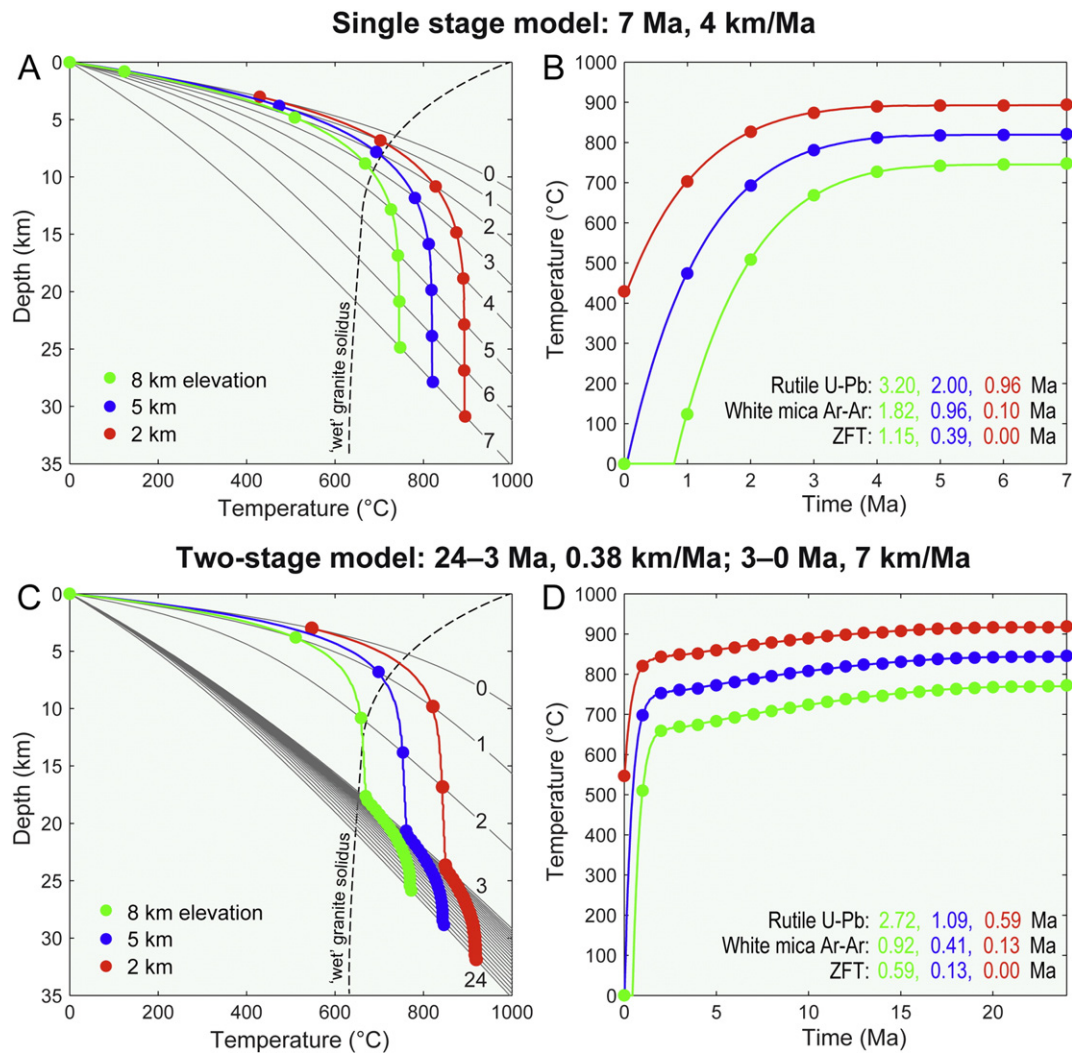 Single stage model: 7 Ma, 4 km/Ma
A
0
5
10
15
20
25
30
35
Depth (km)
0 200 400 600 800 1000
Temperature (°C)
8 km elevation
5 km
2 km
'wet' granite solidus
0
1
2
3
4
5
6
7
B
1000
900
800
700
600
500
400
300
200
100
0
Temperature (°C)
0 1 2 3 4 5 6 7
Time (Ma)
Rutile U-Pb: 3.20, 2.00, 0.96 Ma
White mica Ar-Ar: 1.82, 0.96, 0.10 Ma
ZFT: 1.15, 0.39, 0.00 Ma
Two-stage model: 24–3 Ma, 0.38 km/Ma; 3–0 Ma, 7 km/Ma
C
0
5
10
15
20
25
30
35
Depth (km)
0 200 400 600 800 1000
Temperature (°C)
8 km elevation
5 km
2 km
'wet' granite solidus
0
1
2
3
24
D
1000
900
800
700
600
500
400
300
200
100
0
Temperature (°C)
0 5 10 15 20
Time (Ma)
Rutile U-Pb: 2.72, 1.09, 0.59 Ma
White mica Ar-Ar: 0.92, 0.41, 0.13 Ma
ZFT: 0.59, 0.13, 0.00 Ma